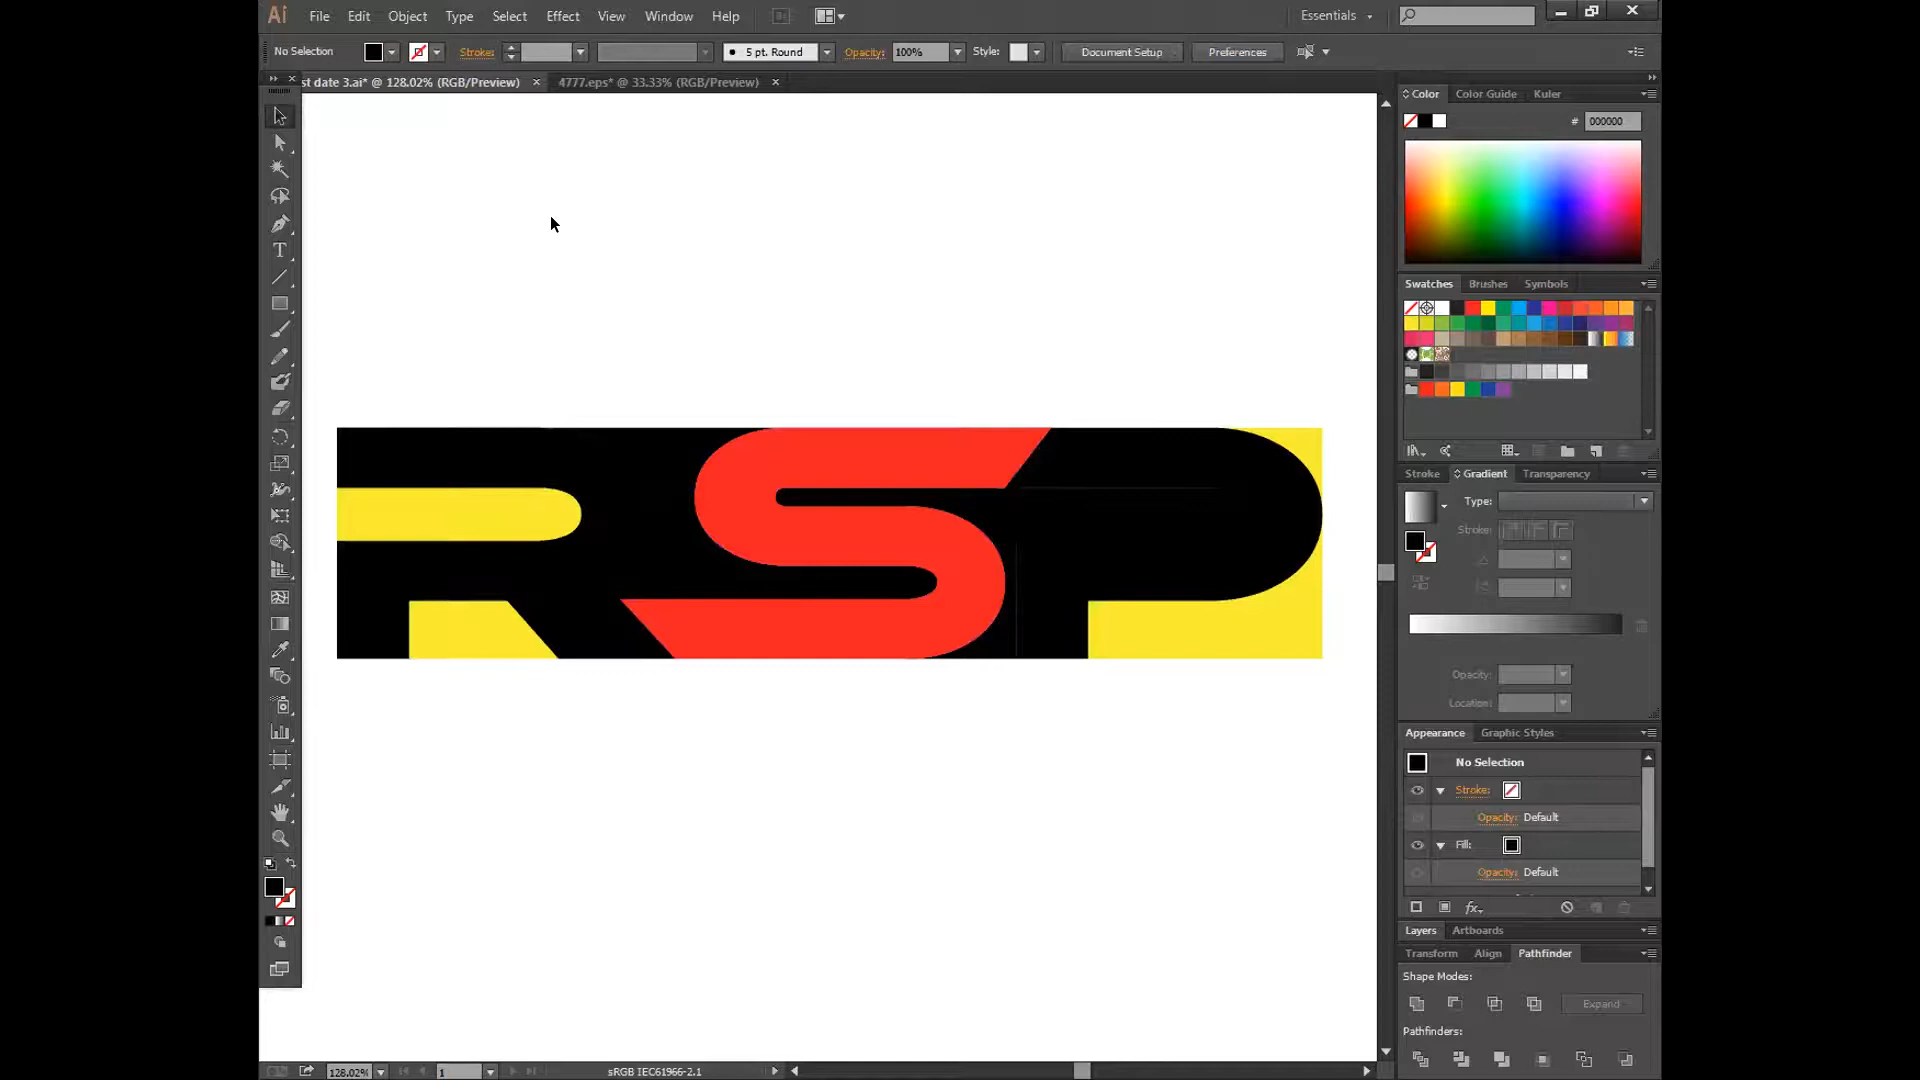 Ai File Edit Object Type Select Effect View Window Help Essentials
No Selection Stroke: 5 pt. Round Opacity: 100% Style: Document Setup Preferences
st date 3.ai* @ 128.02% (RGB/Preview) 4777.eps* @ 33.33% (RGB/Preview)
Color Color Guide Kuler
# 000000
Swatches Brushes Symbols
Stroke Gradient Transparency
Type:
Stroke:
Opacity:
Location:
RSP
Appearance Graphic Styles
No Selection
Stroke:
Opacity: Default
Fill:
Opacity: Default
fx
Layers Artboards
Transform Align Pathfinder
Shape Modes:
Expand
Pathfinders:
128.02% 1 sRGB IEC61966-2.1